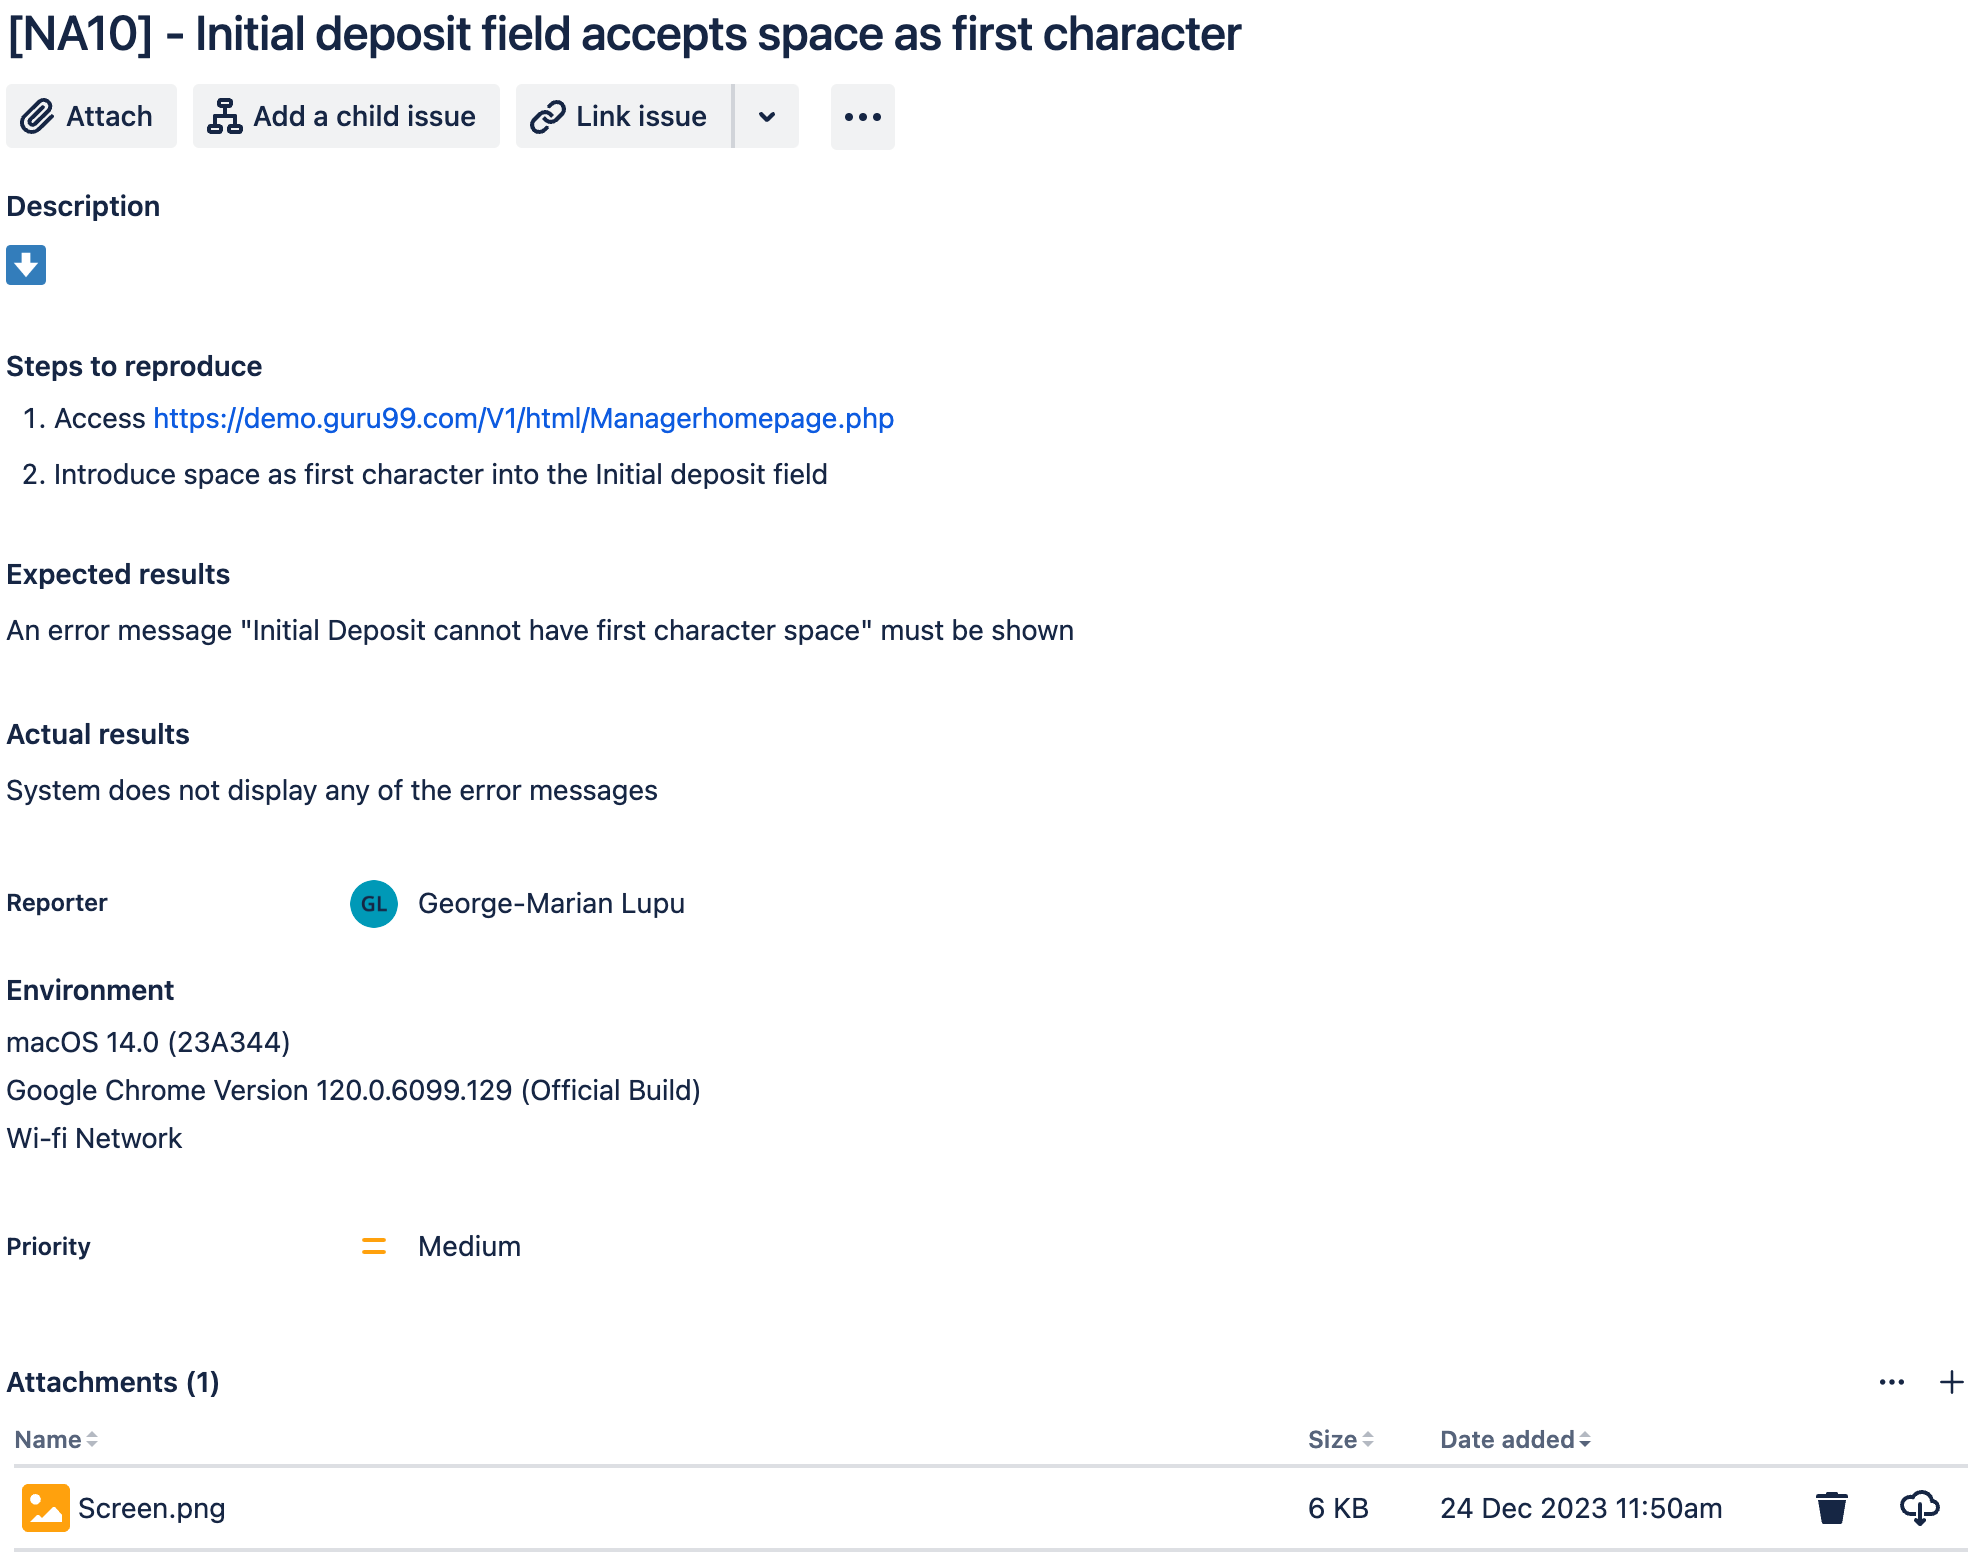 [NA10] - Initial deposit field accepts space as first character
Attach Add a child issue Link issue
Description
Steps to reproduce
1. Access https://demo.guru99.com/V1/html/Managerhomepage.php
2. Introduce space as first character into the Initial deposit field
Expected results
An error message "Initial Deposit cannot have first character space" must be shown
Actual results
System does not display any of the error messages
Reporter GL George-Marian Lupu
Environment
macOS 14.0 (23A344)
Google Chrome Version 120.0.6099.129 (Official Build)
Wi-fi Network
Priority Medium
Attachments (1)
Name Size Date added
Screen.png 6 KB 24 Dec 2023 11:50am